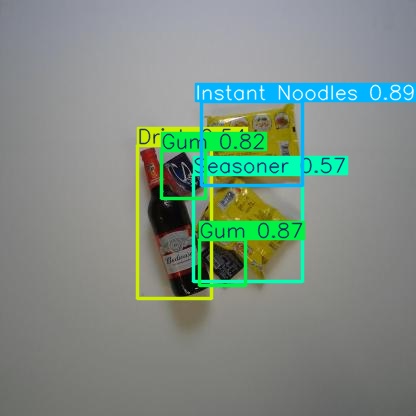 Instant Noodles 0.89
Gum 0.82
Seasoner 0.57
Gum 0.87
Budweiser